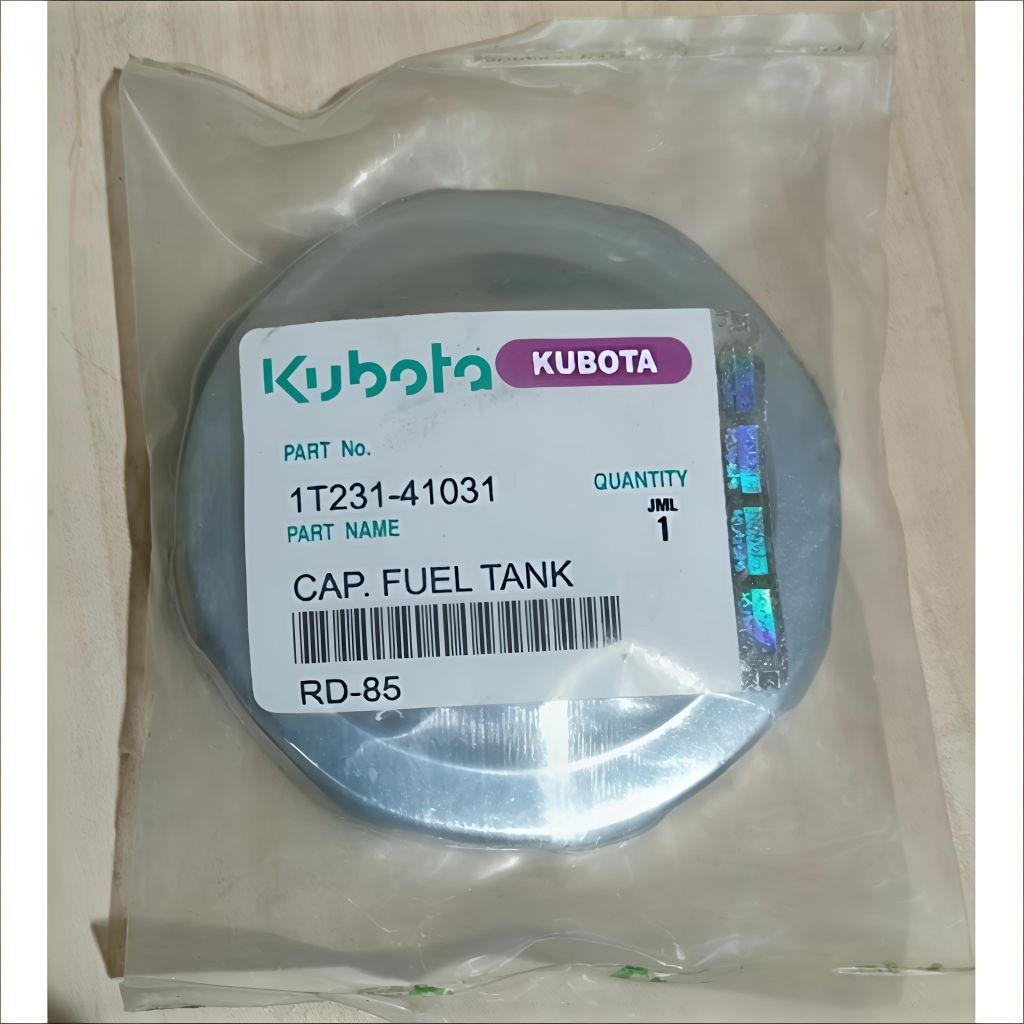 Kubota KUBOTA
PART No.
1T231-41031
QUANTITY
JML
1
PART NAME
CAP. FUEL TANK
RD-85